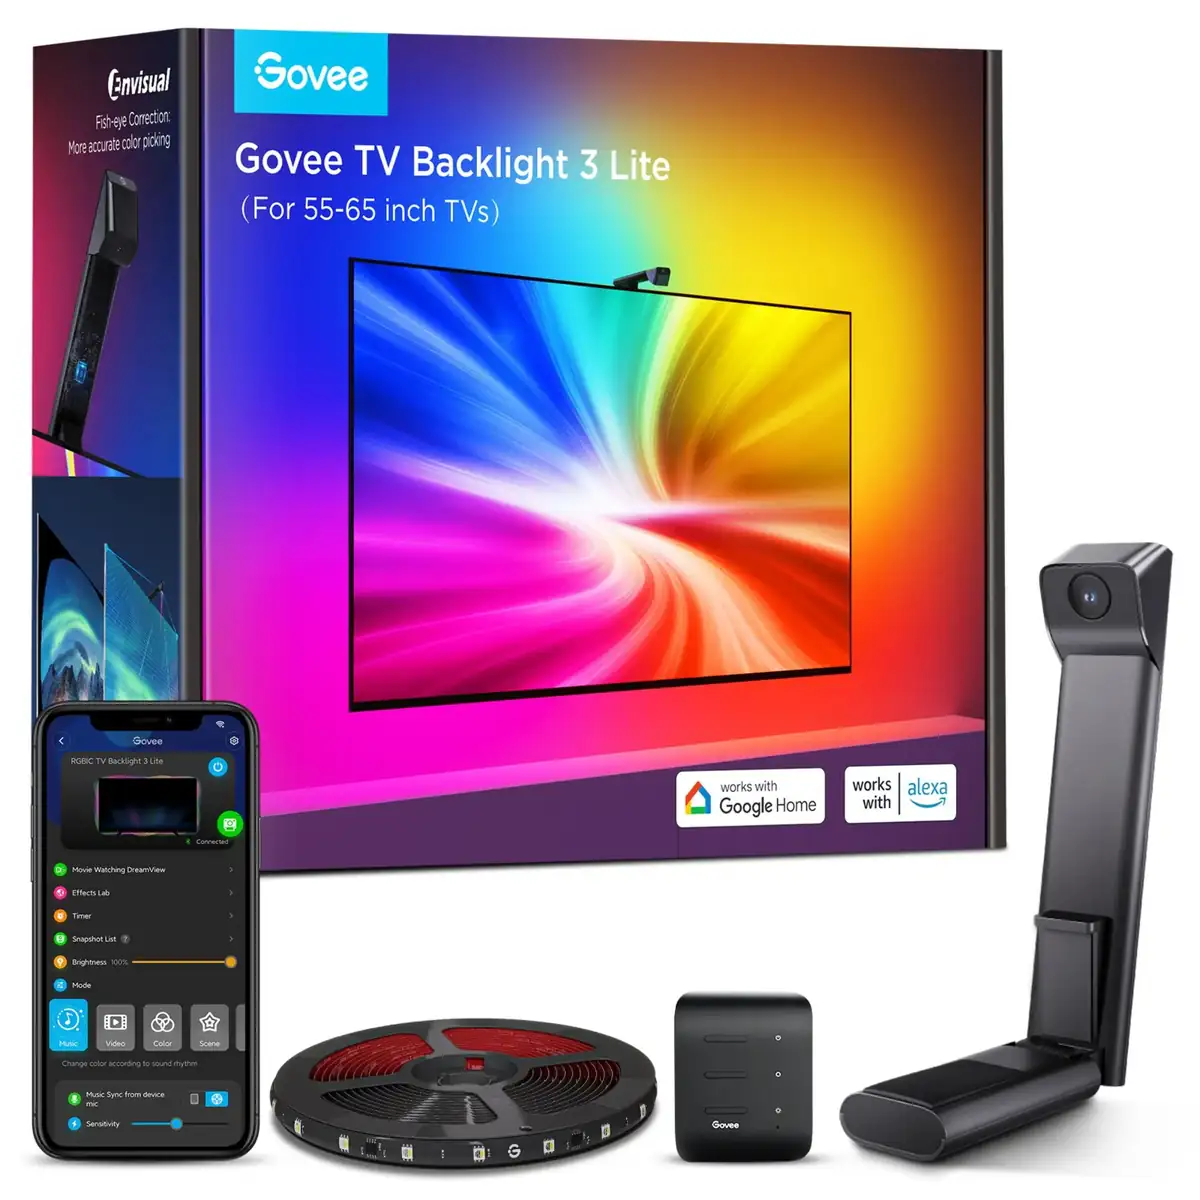 Envisual
Fish-eye Correction:
More accurate color picking
Govee
Govee TV Backlight 3 Lite
(For 55-65 inch TVs)
works with
Google Home
works
with
alexa
Govee
RGBIC TV Backlight 3 Lite
Connected
Movie Watching DreamView
Effects Lab
Timer
Snapshot List ?
Brightness 100%
Mode
Music
Video
Color
Scene
Change color according to sound rhythm
Music Sync from device
mic
Sensitivity
Govee